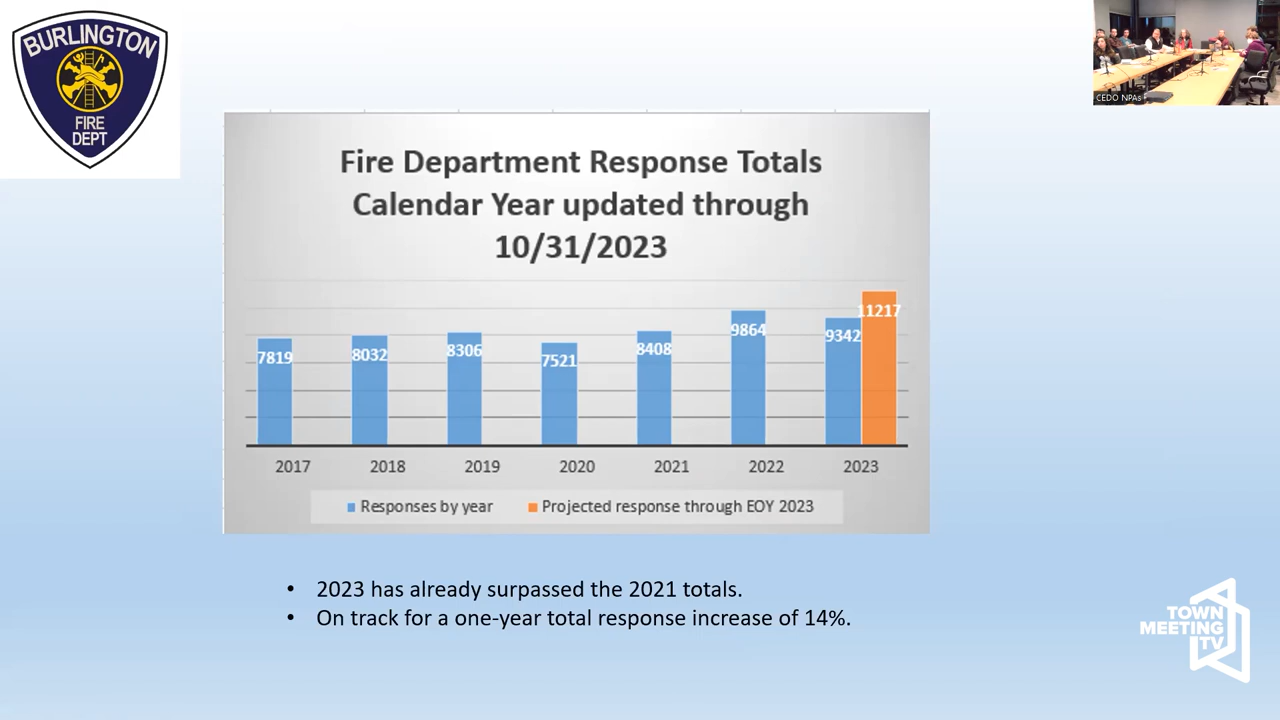 BURLINGTON
FIRE
DEPT
CEDO NPAs
Fire Department Response Totals
Calendar Year updated through
10/31/2023
7819
8032
8306
7521
8408
9864
9342
11217
2017 2018 2019 2020 2021 2022 2023
Responses by year Projected response through EOY 2023
• 2023 has already surpassed the 2021 totals.
• On track for a one-year total response increase of 14%.
TOWN
MEETING
TV